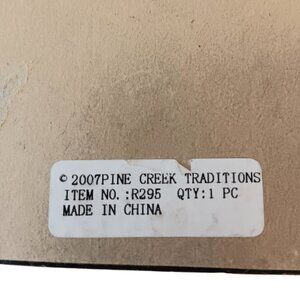 © 2007PINE CREEK TRADITIONS
ITEM NO. :R295 QTY:1 PC
MADE IN CHINA